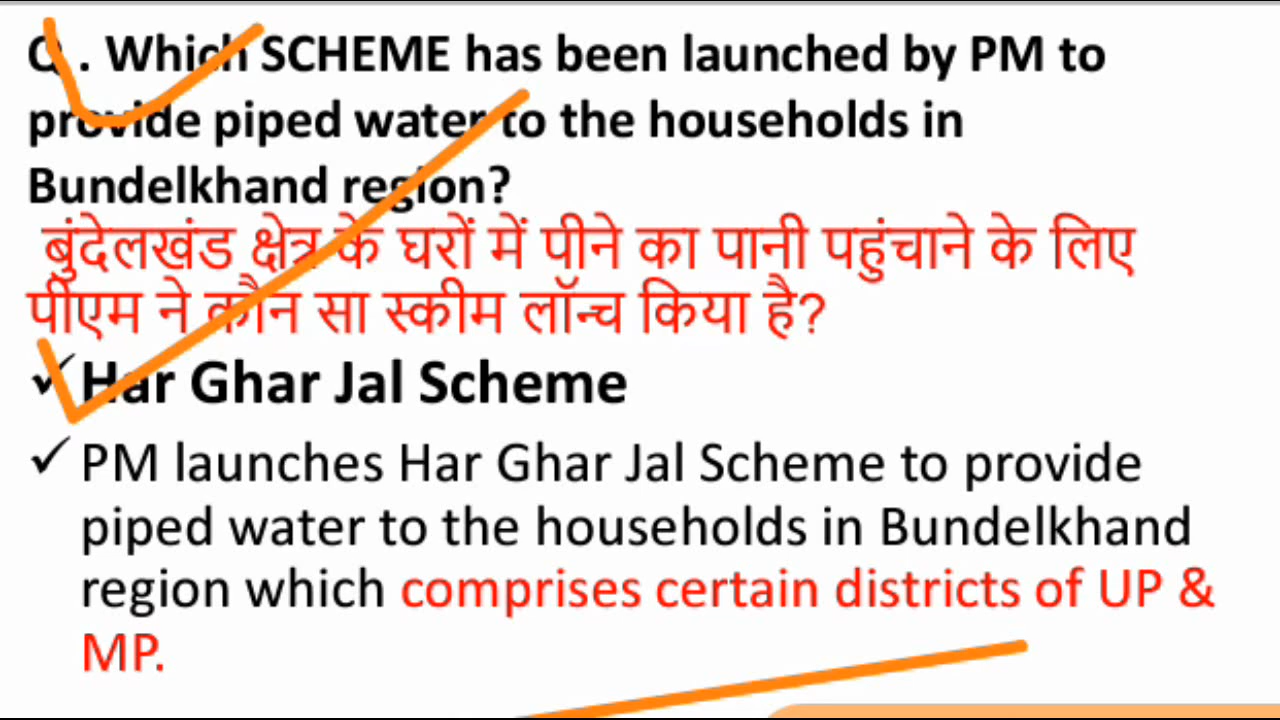 Q . Which SCHEME has been launched by PM to
provide piped water to the households in
Bundelkhand region?
बुंदेलखंड क्षेत्र के घरों में पीने का पानी पहुंचाने के लिए
पीएम ने कौन सा स्कीम लॉन्च किया है?
✓ Har Ghar Jal Scheme
✓ PM launches Har Ghar Jal Scheme to provide
piped water to the households in Bundelkhand
region which comprises certain districts of UP &
MP.